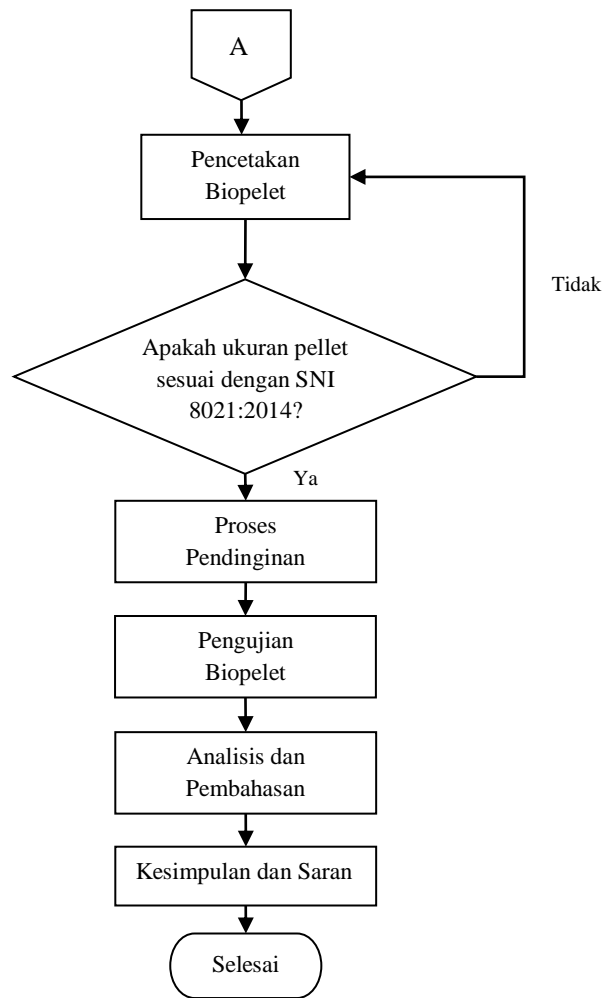 A
Pencetakan
Biopelet
Tidak
Apakah ukuran pellet
sesuai dengan SNI
8021:2014?
Ya
Proses
Pendinginan
Pengujian
Biopelet
Analisis dan
Pembahasan
Kesimpulan dan Saran
Selesai